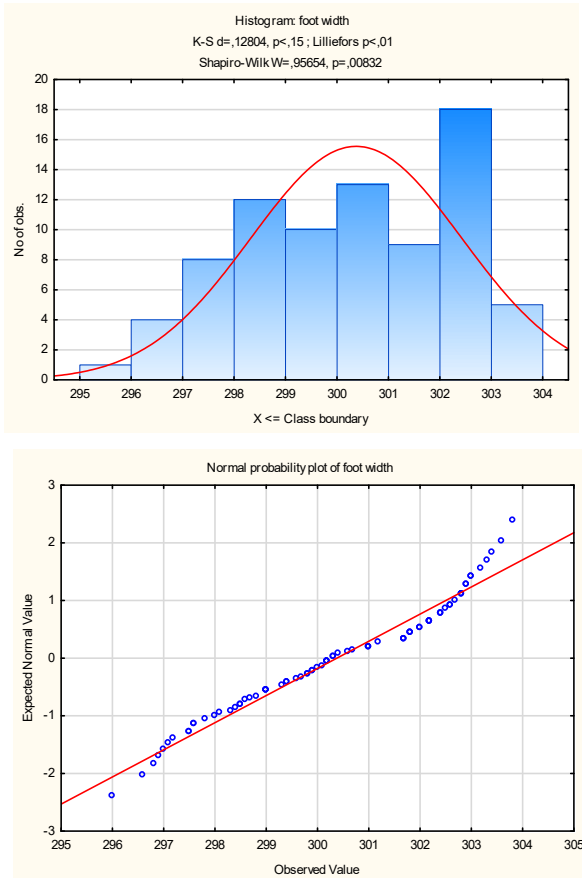 Histogram: foot width
K-S d=,12804, p<,15 ; Lilliefors p<,01
Shapiro-Wilk W=,95654, p=,00832
20
18
16
14
12
10
8
6
4
2
0
No of obs.
295 296 297 298 299 300 301 302 303 304
X <= Class boundary
Normal probability plot of foot width
3
2
1
0
-1
-2
-3
Expected Normal Value
295 296 297 298 299 300 301 302 303 304 305
Observed Value